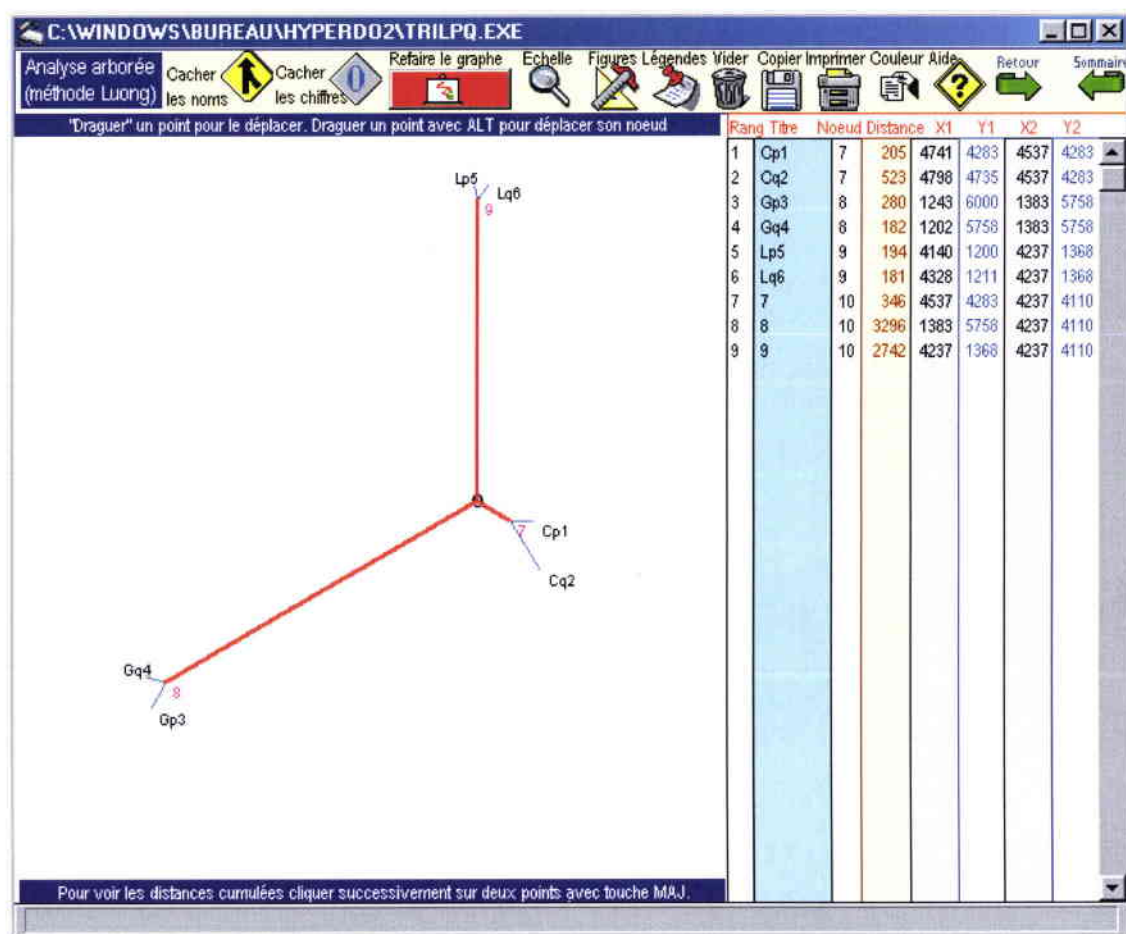 C:\WINDOWS\BUREAU\HYPERDO2\TRILPQ.EXE
Analyse arborée
(méthode Luong)
Cacher
les noms
Cacher
les chiffres
0
Refaire le graphe
Echelle
Figures
Légendes
Vider
Copier
Imprimer
Couleur
Aide
?
Retour
Sommaire
"Draguer" un point pour le déplacer. Draguer un point avec ALT pour déplacer son noeud
Lp5
Lq6
9
7
Cp1
Cq2
Gq4
8
Gp3
Pour voir les distances cumulées cliquer successivement sur deux points avec touche MAJ.
Rang Titre Noeud Distance X1 Y1 X2 Y2
1 Cp1 7 205 4741 4283 4537 4283
2 Cq2 7 523 4798 4735 4537 4283
3 Gp3 8 280 1243 6000 1383 5758
4 Gq4 8 182 1202 5758 1383 5758
5 Lp5 9 194 4140 1200 4237 1368
6 Lq6 9 181 4328 1211 4237 1368
7 7 10 346 4537 4283 4237 4110
8 8 10 3296 1383 5758 4237 4110
9 9 10 2742 4237 1368 4237 4110